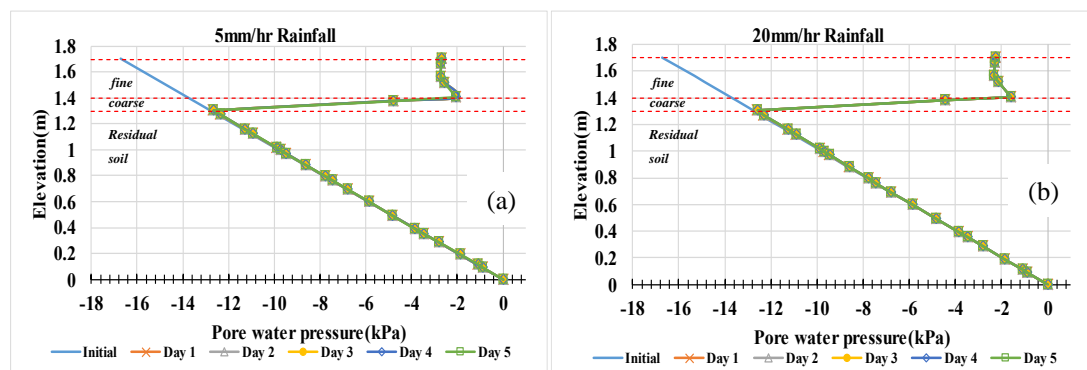 5mm/hr Rainfall
1.8
1.6
1.4
1.2
1
0.8
0.6
0.4
0.2
0
Elevation(m)
fine
coarse
Residual
soil
(a)
-18 -16 -14 -12 -10 -8 -6 -4 -2 0
Pore water pressure(kPa)
Initial Day 1 Day 2 Day 3 Day 4 Day 5
20mm/hr Rainfall
1.8
1.6
1.4
1.2
1
0.8
0.6
0.4
0.2
0
Elevation(m)
fine
coarse
Residual
soil
(b)
-18 -16 -14 -12 -10 -8 -6 -4 -2 0
Pore water pressure(kPa)
Initial Day 1 Day 2 Day 3 Day 4 Day 5